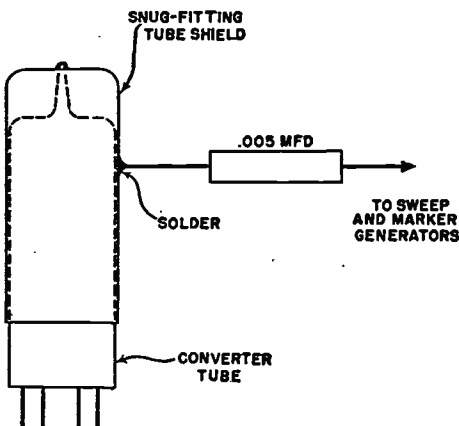 SNUG-FITTING
TUBE SHIELD
.005 MFD
SOLDER
TO SWEEP
AND MARKER
GENERATORS
CONVERTER
TUBE